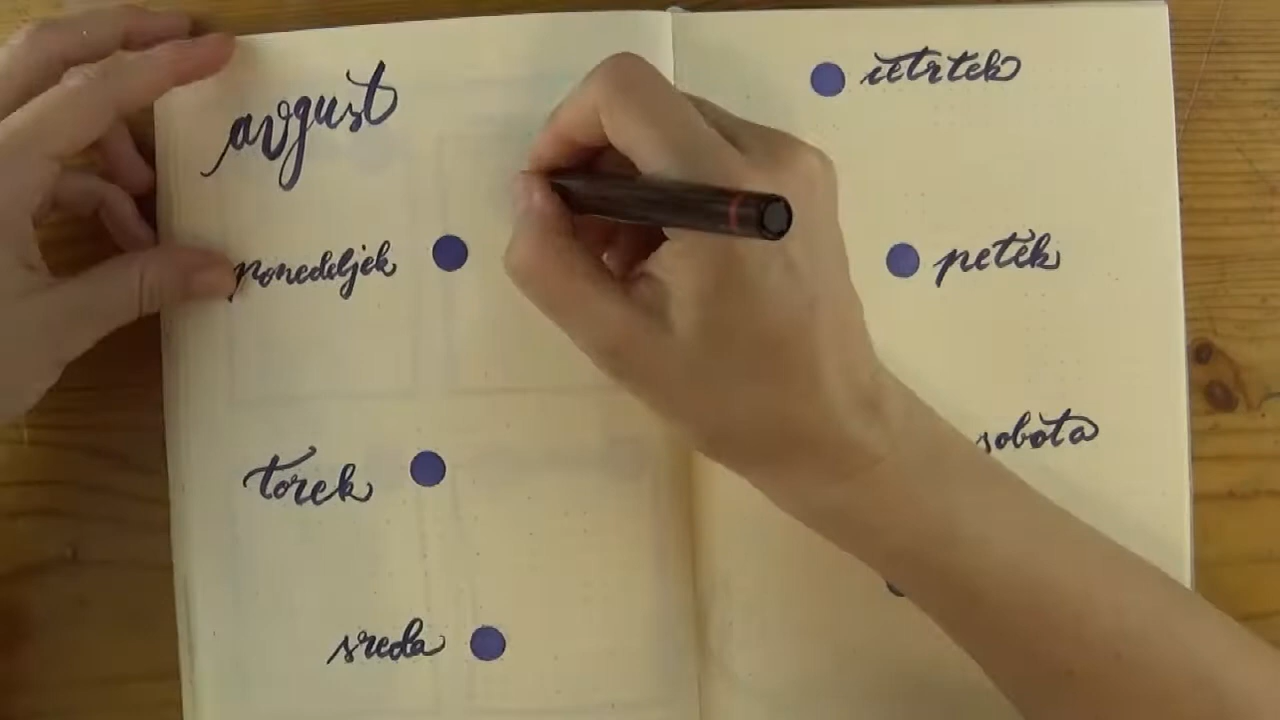 avgust
ponedeljek
torek
sreda
četrtek
petek
sobota